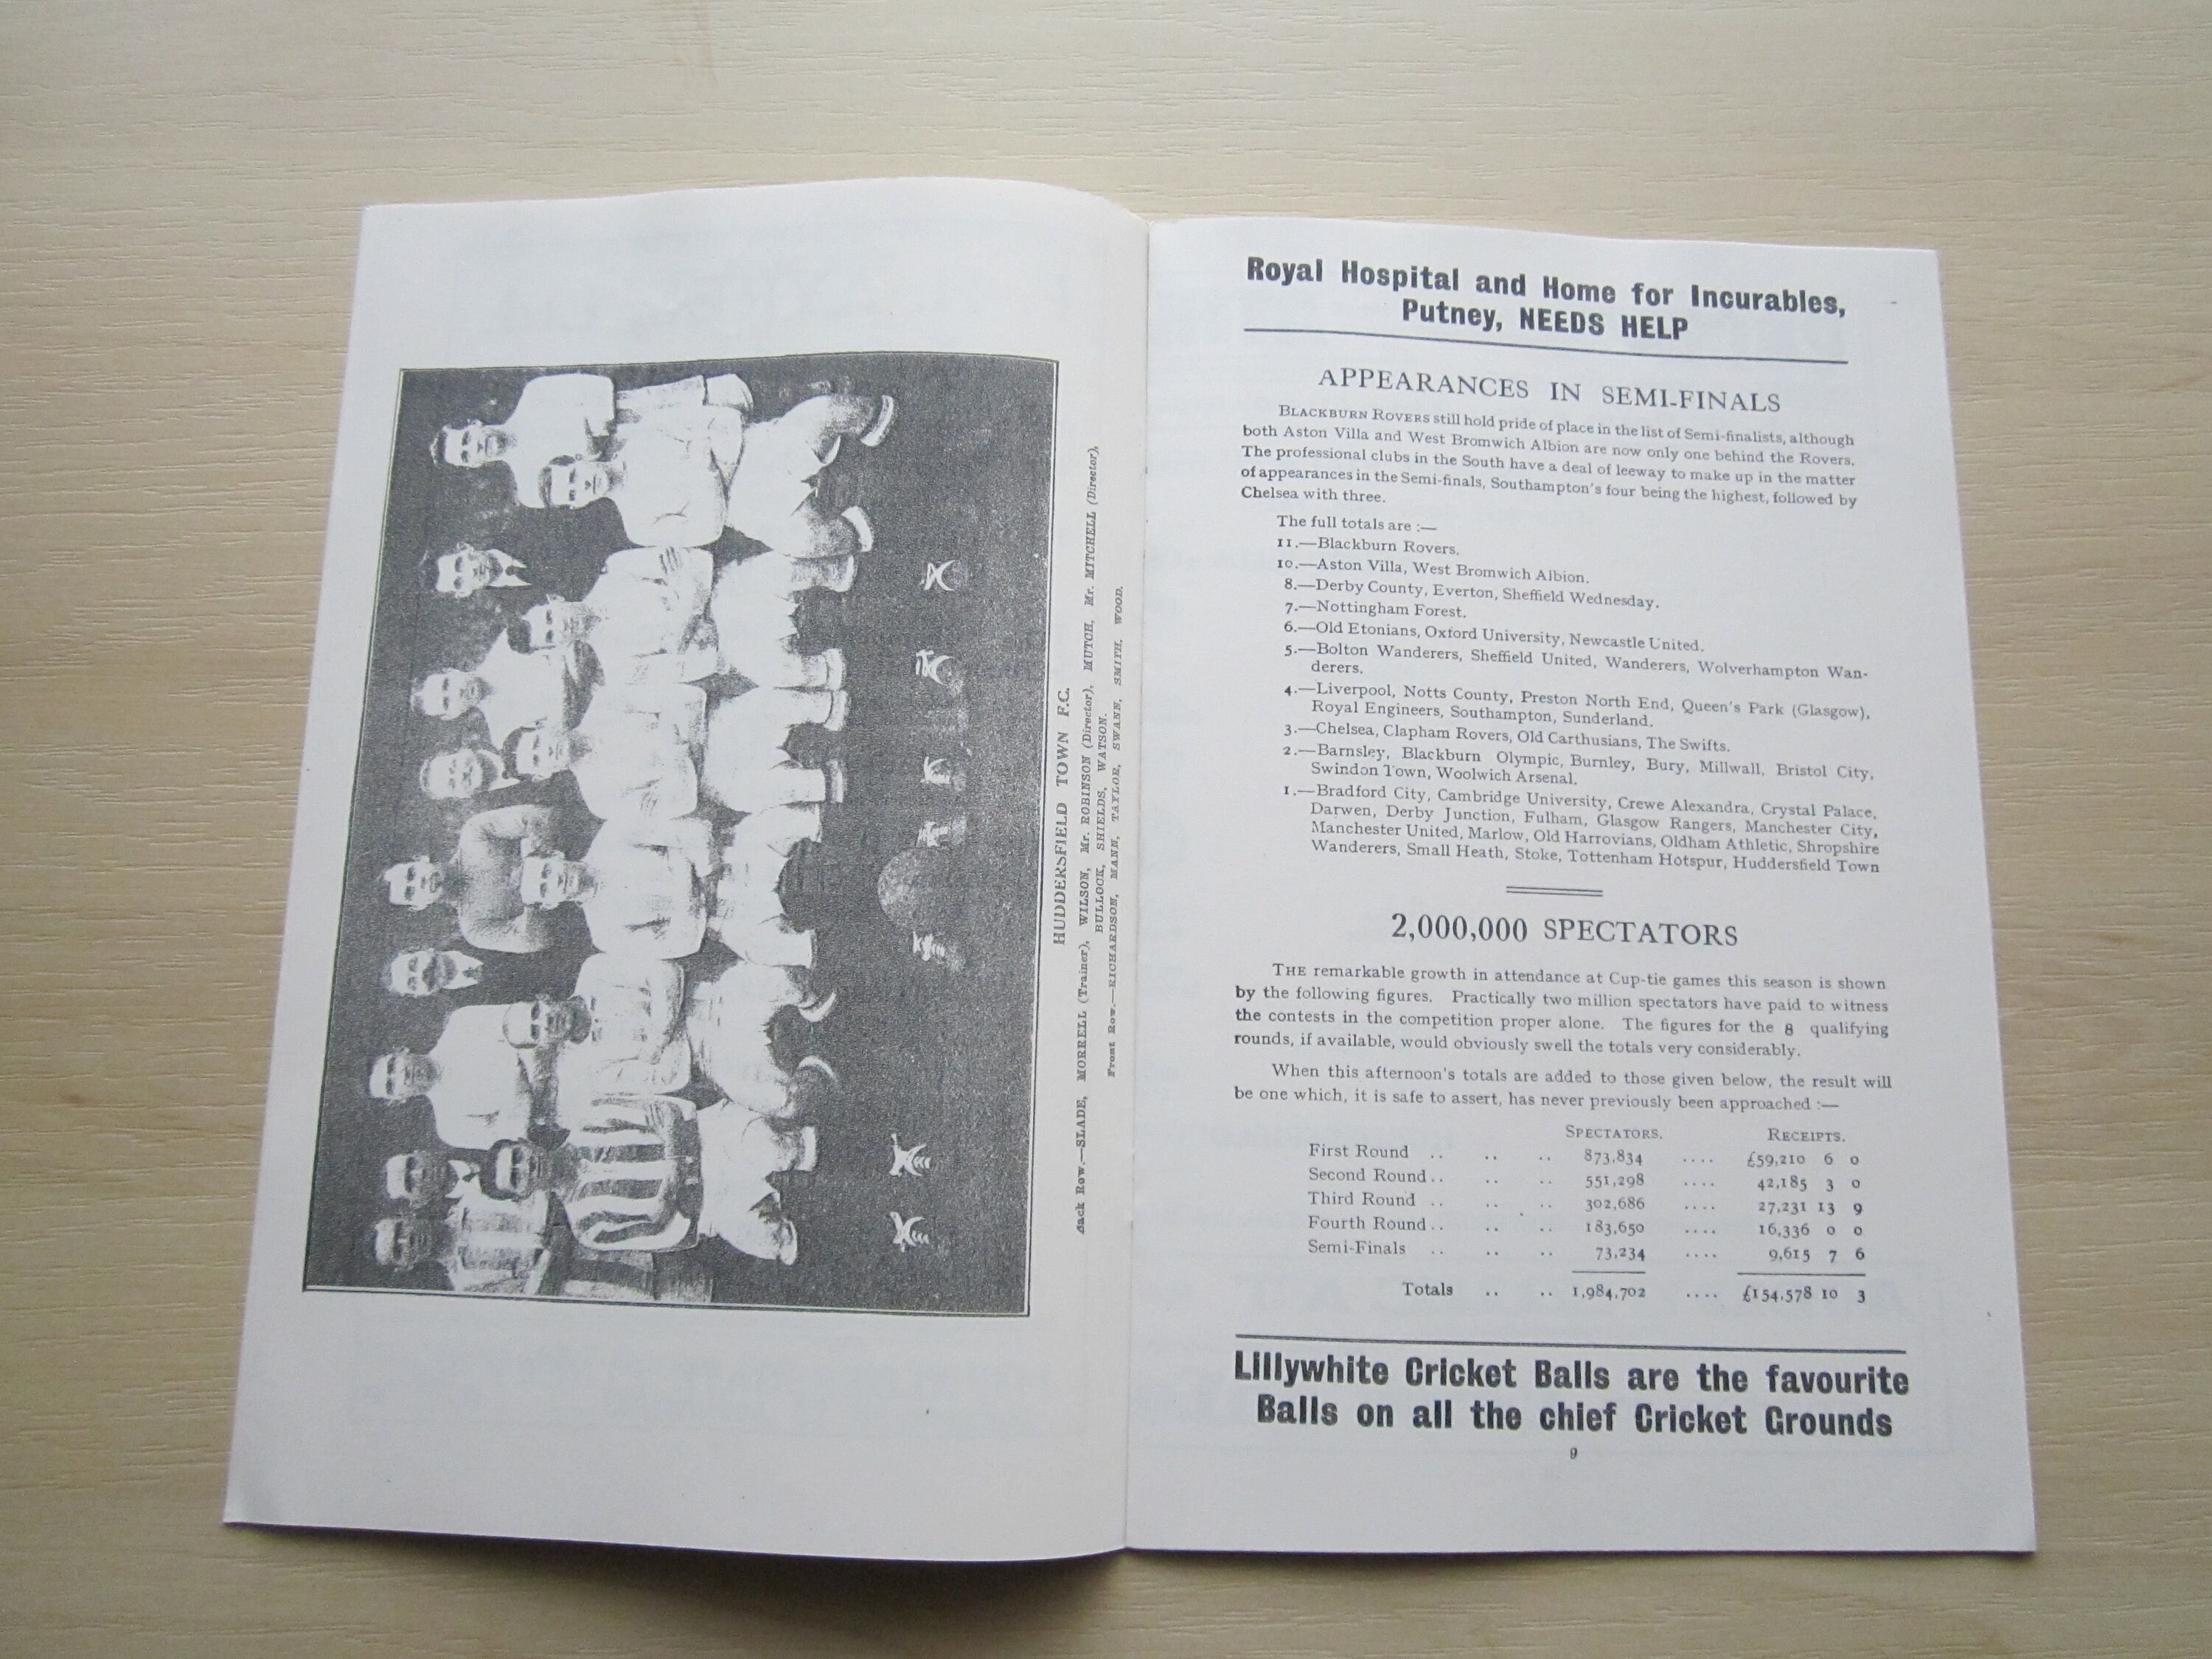 HUDDERSFIELD TOWN F.C.
Back Row.—SLADE, MORRELL (Trainer), WILSON, Mr. ROBINSON (Director), MUTCH, Mr. MITCHELL (Director),
BULLOCK, SHIELDS, WATSON.
Front Row.—RICHARDSON, MANN, TAYLOR, SWANN, SMITH, WOOD.
Royal Hospital and Home for Incurables,
Putney, NEEDS HELP
APPEARANCES IN SEMI-FINALS
BLACKBURN ROVERS still hold pride of place in the list of Semi-finalists, although
both Aston Villa and West Bromwich Albion are now only one behind the Rovers.
The professional clubs in the South have a deal of leeway to make up in the matter
of appearances in the Semi-finals, Southampton's four being the highest, followed by
Chelsea with three.
The full totals are :—
11.—Blackburn Rovers.
10.—Aston Villa, West Bromwich Albion.
8.—Derby County, Everton, Sheffield Wednesday.
7.—Nottingham Forest.
6.—Old Etonians, Oxford University, Newcastle United.
5.—Bolton Wanderers, Sheffield United, Wanderers, Wolverhampton Wan-
derers.
4.—Liverpool, Notts County, Preston North End, Queen's Park (Glasgow),
Royal Engineers, Southampton, Sunderland.
3.—Chelsea, Clapham Rovers, Old Carthusians, The Swifts.
2.—Barnsley, Blackburn Olympic, Burnley, Bury, Millwall, Bristol City,
Swindon Town, Woolwich Arsenal.
1.—Bradford City, Cambridge University, Crewe Alexandra, Crystal Palace,
Darwen, Derby Junction, Fulham, Glasgow Rangers, Manchester City,
Manchester United, Marlow, Old Harrovians, Oldham Athletic, Shropshire
Wanderers, Small Heath, Stoke, Tottenham Hotspur, Huddersfield Town
2,000,000 SPECTATORS
THE remarkable growth in attendance at Cup-tie games this season is shown
by the following figures. Practically two million spectators have paid to witness
the contests in the competition proper alone. The figures for the 8 qualifying
rounds, if available, would obviously swell the totals very considerably.
When this afternoon's totals are added to those given below, the result will
be one which, it is safe to assert, has never previously been approached :—
SPECTATORS. RECEIPTS.
First Round .. .. .. 873,834 .... £59,210 6 0
Second Round .. .. .. 551,298 .... 42,185 3 0
Third Round .. .. .. 302,686 .... 27,231 13 9
Fourth Round .. .. .. 183,650 .... 16,336 0 0
Semi-Finals .. .. .. 73,234 .... 9,615 7 6
Totals .. .. 1,984,702 .... £154,578 10 3
Lillywhite Cricket Balls are the favourite
Balls on all the chief Cricket Grounds
9